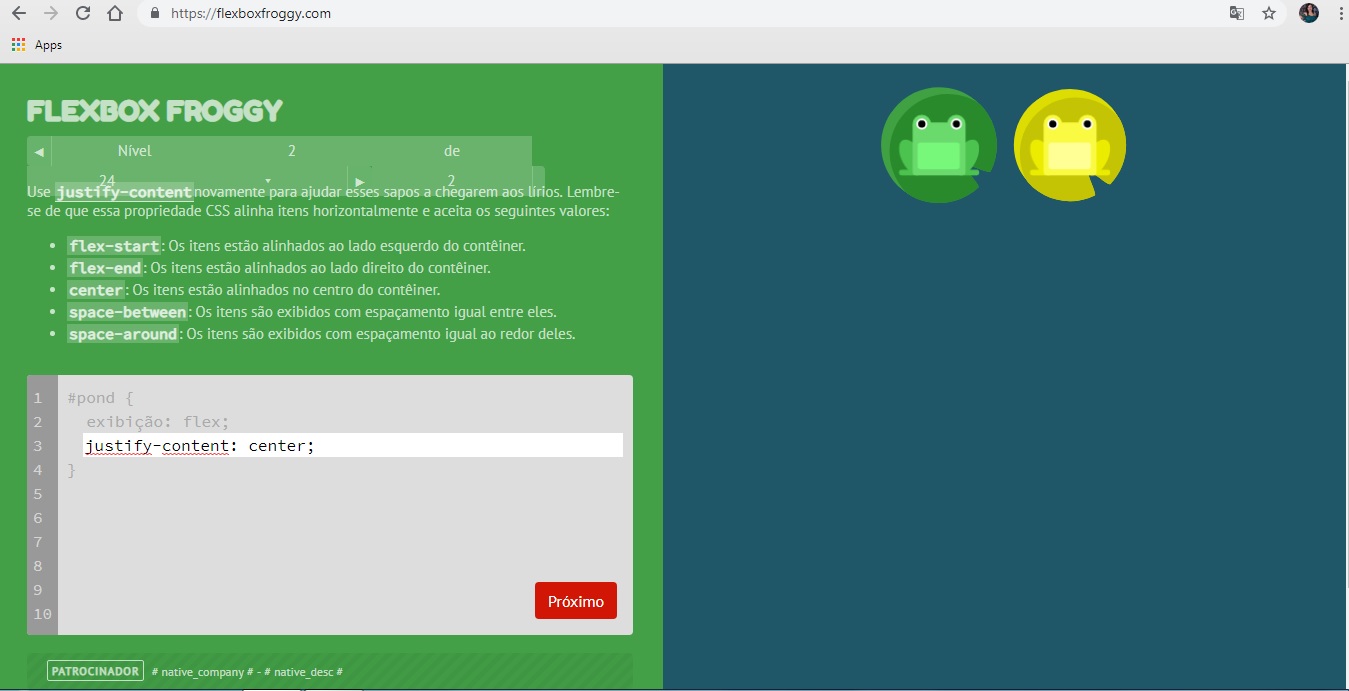 https://flexboxfroggy.com
Apps
FLEXBOX FROGGY
◀ Nível 2 de
24 ▾ ▶ 2
Use justify-content novamente para ajudar esses sapos a chegarem aos lírios. Lembre-
se de que essa propriedade CSS alinha itens horizontalmente e aceita os seguintes valores:
• flex-start: Os itens estão alinhados ao lado esquerdo do contêiner.
• flex-end: Os itens estão alinhados ao lado direito do contêiner.
• center: Os itens estão alinhados no centro do contêiner.
• space-between: Os itens são exibidos com espaçamento igual entre eles.
• space-around: Os itens são exibidos com espaçamento igual ao redor deles.
1 #pond {
2 exibição: flex;
3 justify-content: center;
4 }
5
6
7
8
9
10
Próximo
PATROCINADOR # native_company # - # native_desc #